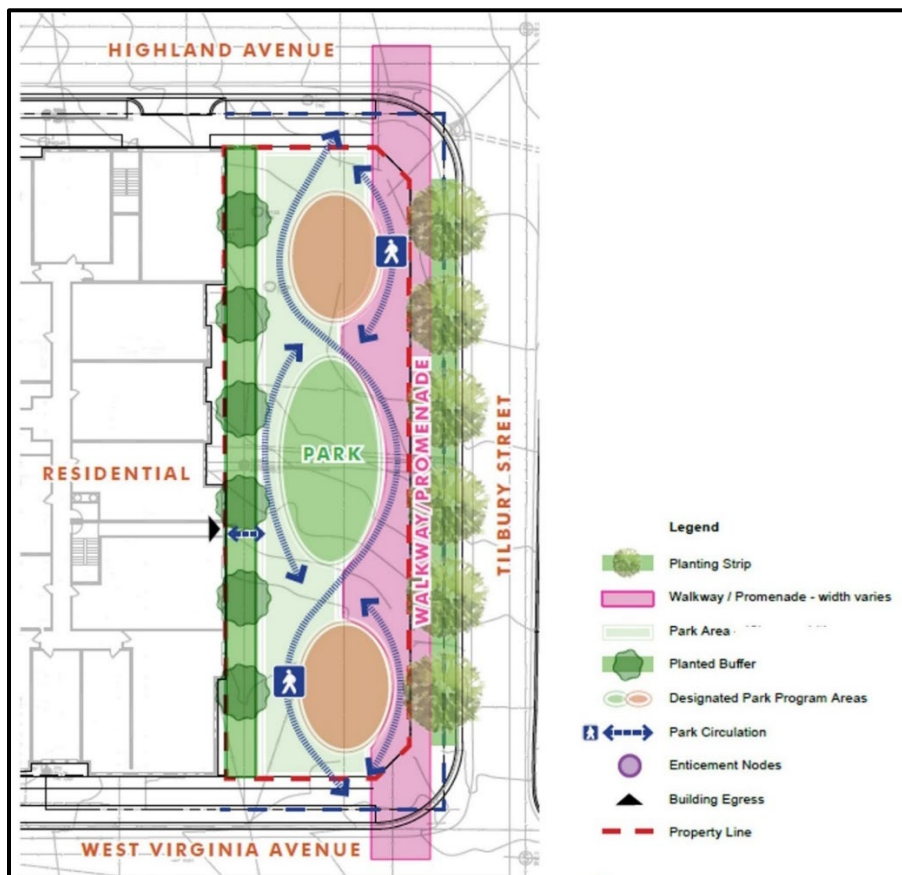 HIGHLAND AVENUE
PARK
RESIDENTIAL
WALKWAY/PROMENADE
TILBURY STREET
WEST VIRGINIA AVENUE
Legend
Planting Strip
Walkway / Promenade - width varies
Park Area
Planted Buffer
Designated Park Program Areas
Park Circulation
Enticement Nodes
Building Egress
Property Line